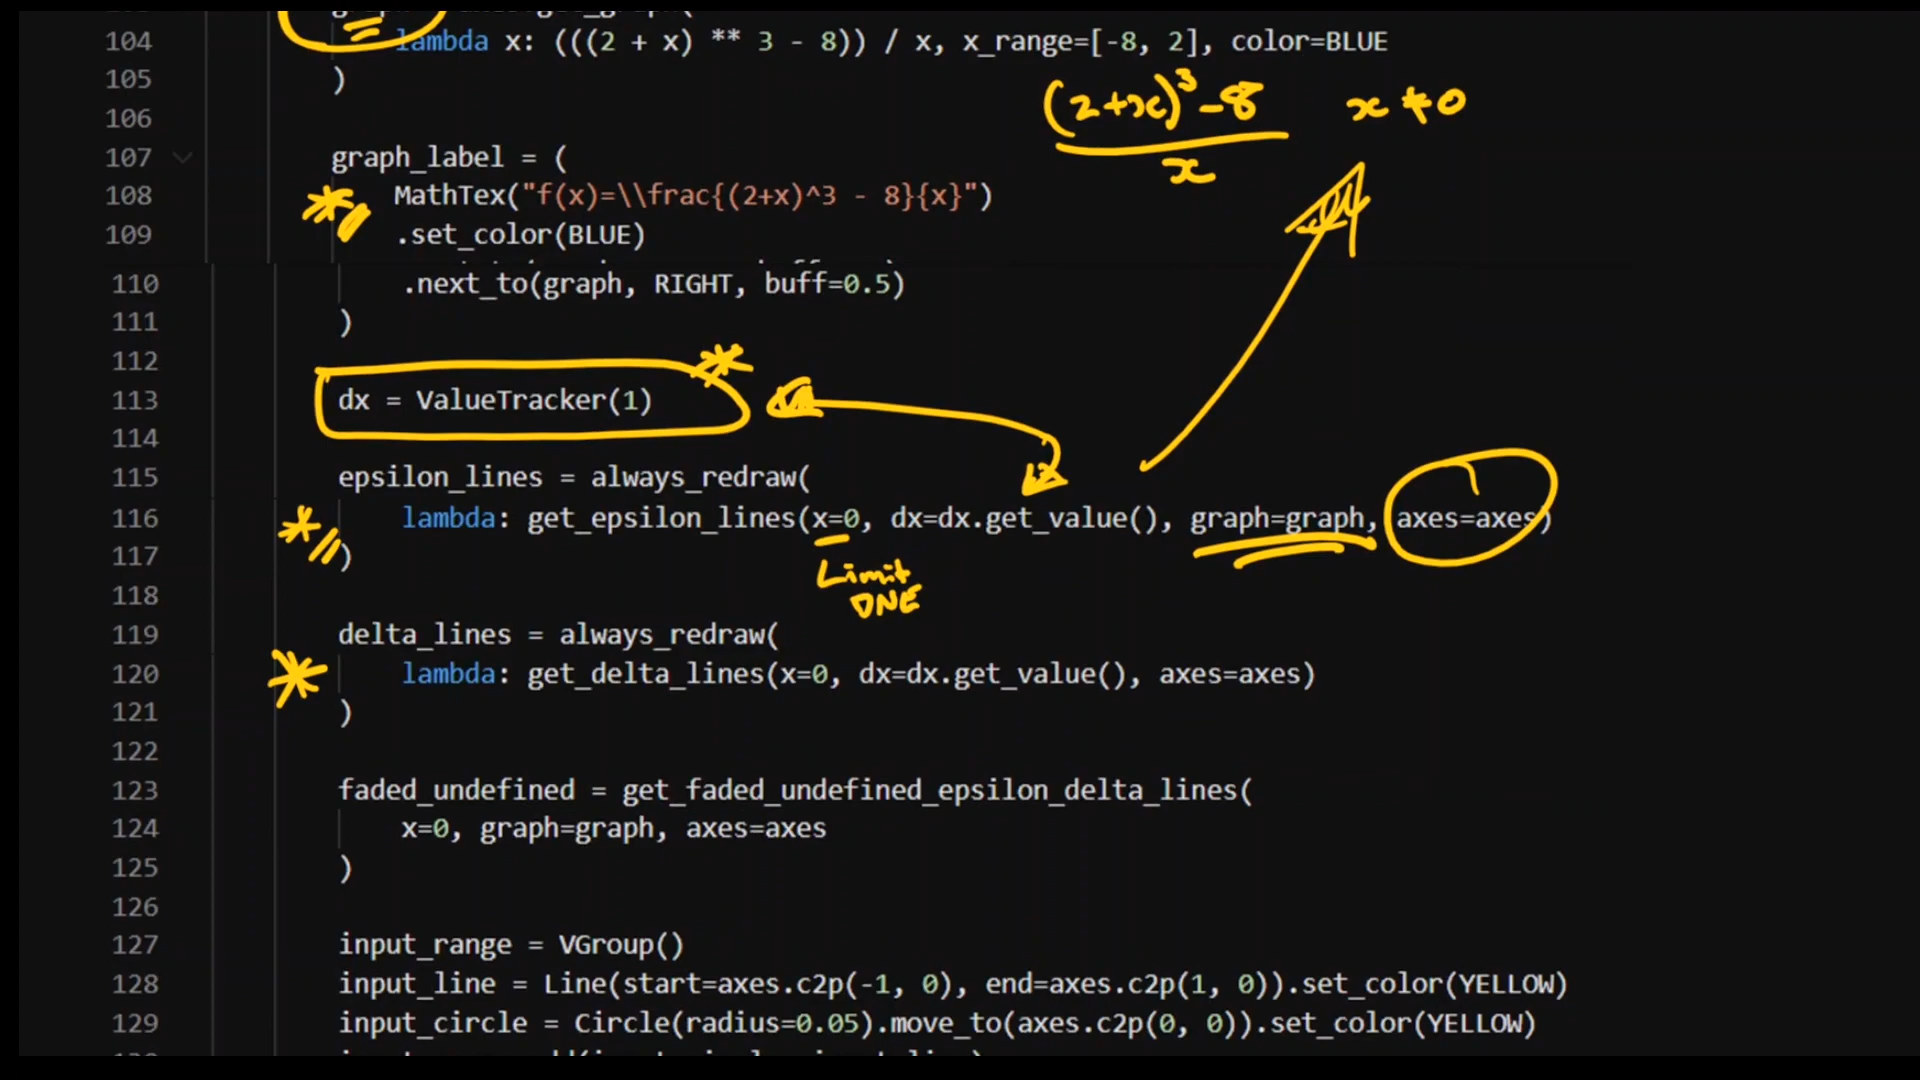 104 lambda x: (((2 + x) ** 3 - 8)) / x, x_range=[-8, 2], color=BLUE
105 )
(2+x)³-8 x≠0
x
106
107 graph_label = (
108 MathTex("f(x)=\\frac{(2+x)^3 - 8}{x}")
109 .set_color(BLUE)
110 .next_to(graph, RIGHT, buff=0.5)
111 )
112
113 dx = ValueTracker(1)
114
115 epsilon_lines = always_redraw(
116 lambda: get_epsilon_lines(x=0, dx=dx.get_value(), graph=graph, axes=axes)
117 )
Limit
DNE
118
119 delta_lines = always_redraw(
120 lambda: get_delta_lines(x=0, dx=dx.get_value(), axes=axes)
121 )
122
123 faded_undefined = get_faded_undefined_epsilon_delta_lines(
124 x=0, graph=graph, axes=axes
125 )
126
127 input_range = VGroup()
128 input_line = Line(start=axes.c2p(-1, 0), end=axes.c2p(1, 0)).set_color(YELLOW)
129 input_circle = Circle(radius=0.05).move_to(axes.c2p(0, 0)).set_color(YELLOW)